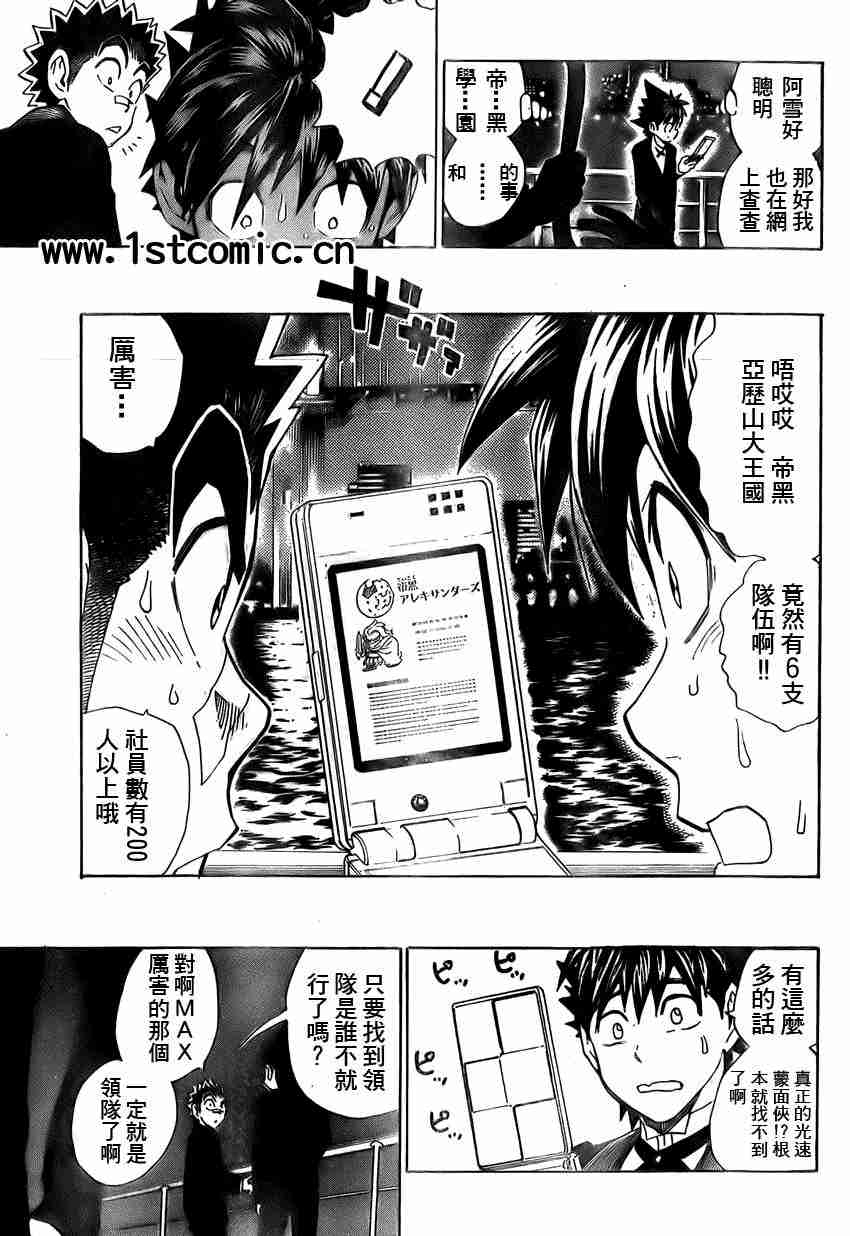 阿雪好
聰明
那好我
也在網
上查查
帝黑
……
學園
……
和
的事
www.1stcomic.cn
ザザッ
唔哎哎 帝黑
亞歷山大王國
竟然有6支
隊伍啊!!
厲害…
ていこく
帝黒
アレキサンダーズ
社員數有200
人以上哦
有這麼
多的話
真正的光速
蒙面俠!?根
本就找不到
了啊
ピッ
ピッ
ピッ
ピッ
只要找到領
隊是誰不就
行了嗎?
對啊MAX
厲害的那個
一定就是
領隊了啊